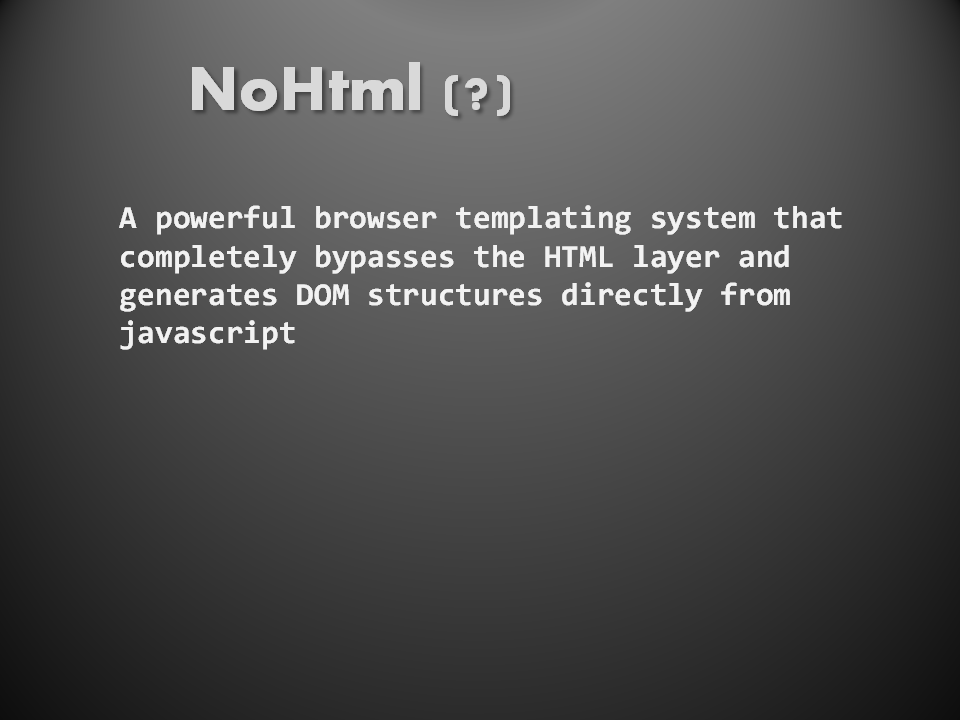 NoHtml (?)
A powerful browser templating system that
completely bypasses the HTML layer and
generates DOM structures directly from
javascript